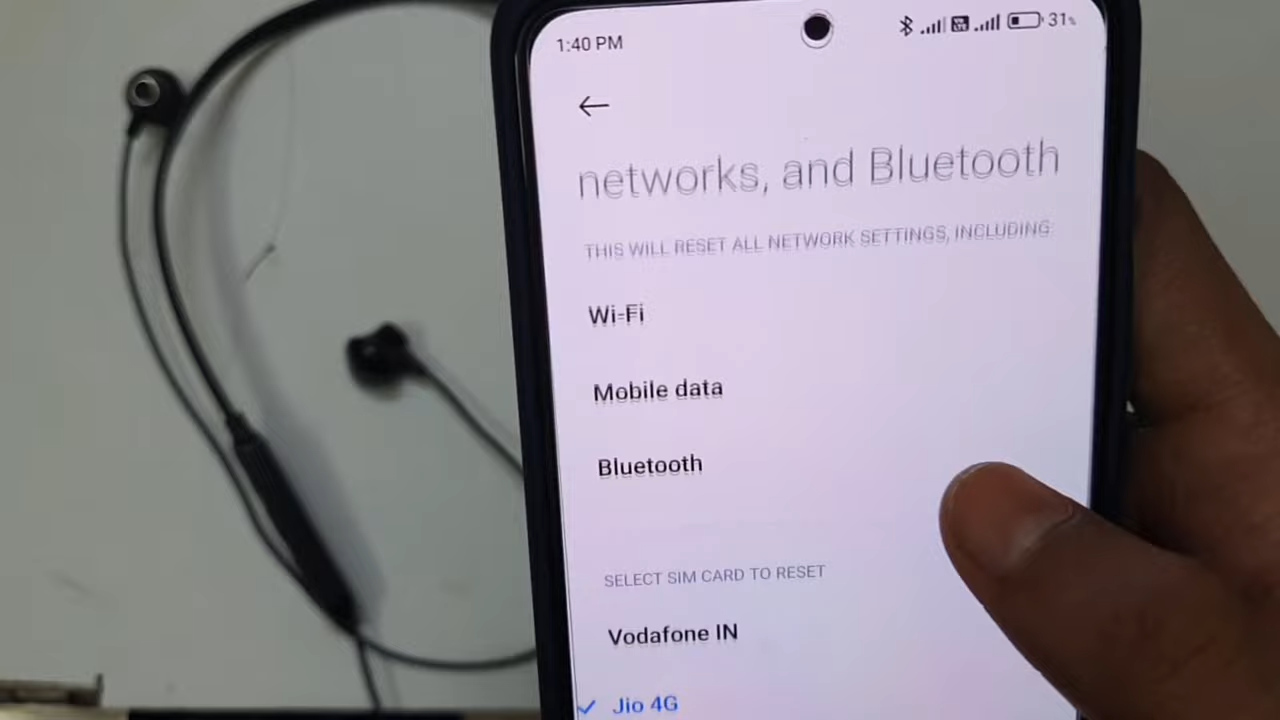 1:40 PM
31%
networks, and Bluetooth
THIS WILL RESET ALL NETWORK SETTINGS, INCLUDING:
Wi-Fi
Mobile data
Bluetooth
SELECT SIM CARD TO RESET
Vodafone IN
Jio 4G